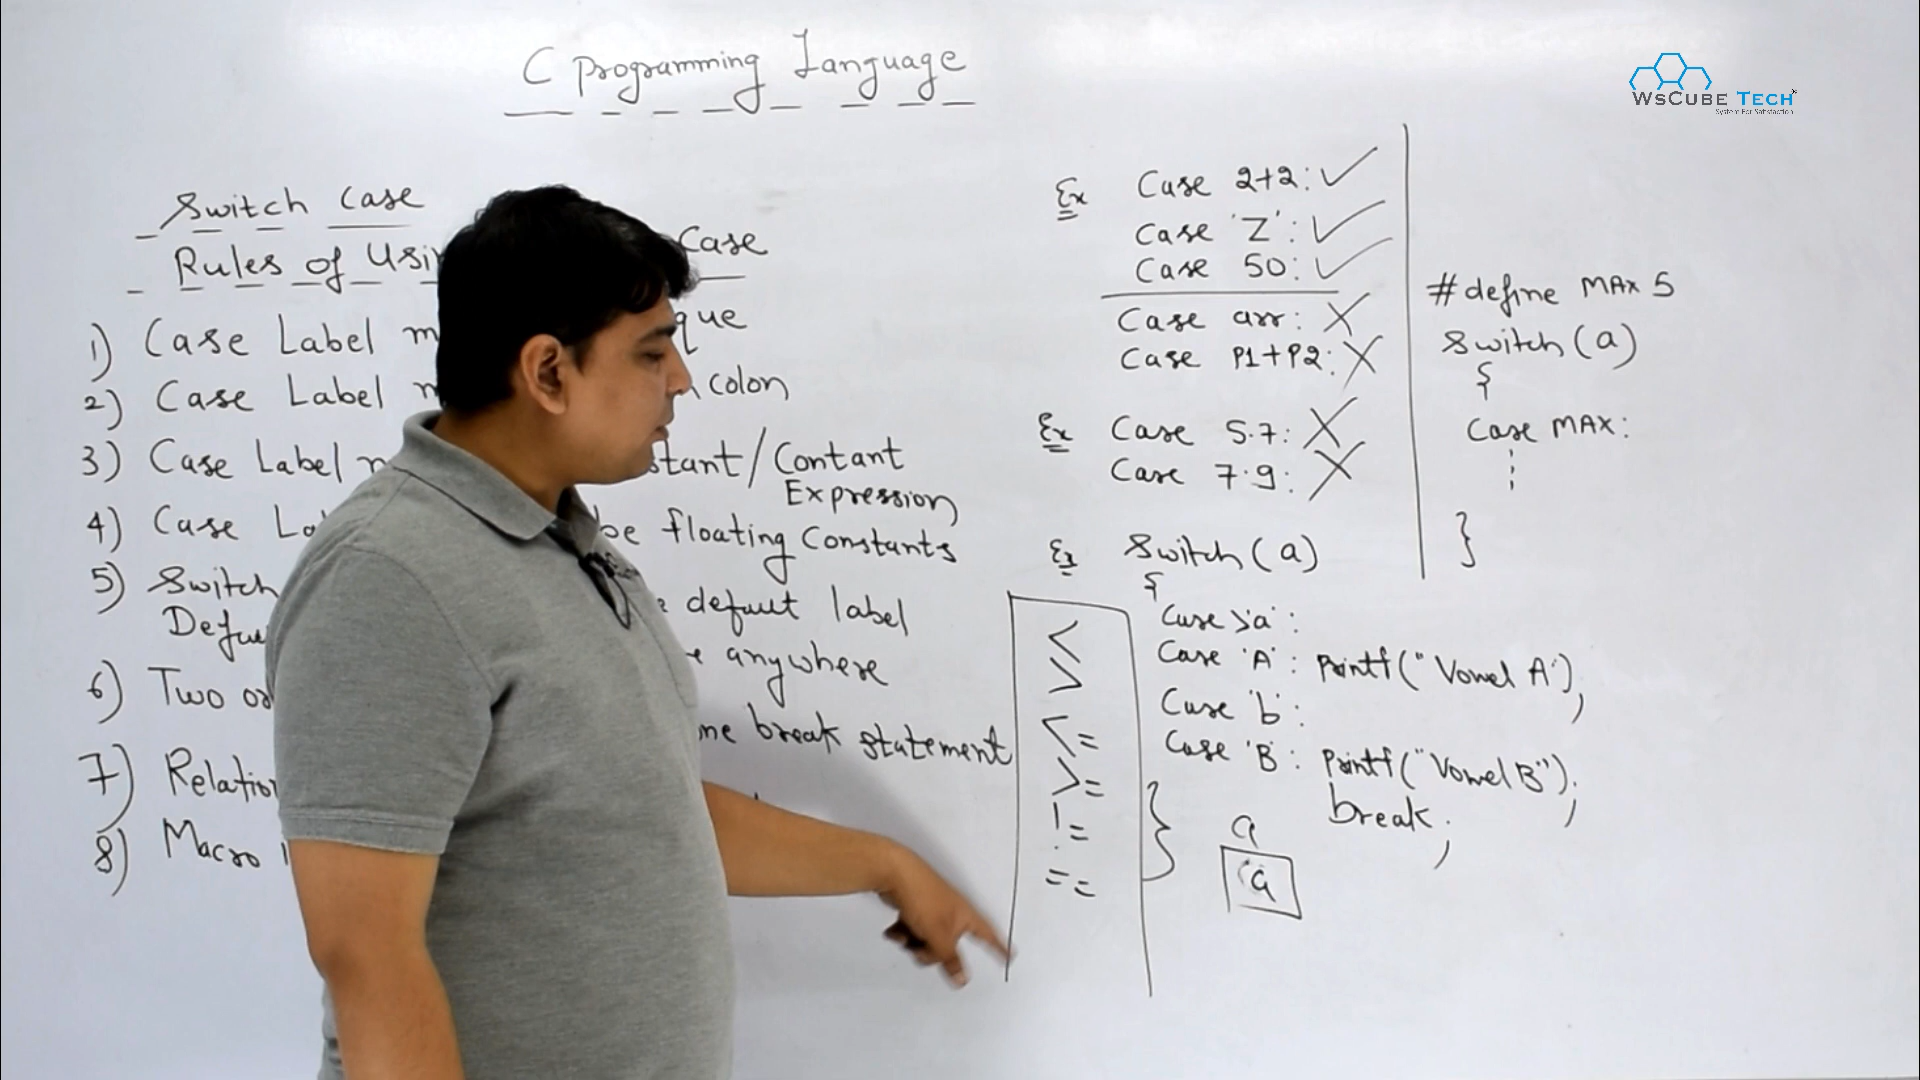 C Programming Language
WsCube Tech
System For Satisfaction
Switch Case
Rules of Case
1) Case Label que
2) Case Label colon
3) Case Label stant/Contant
Expression
4) Case be floating Constants
5) Switch default label
anywhere
6) Two
break statement
7)
8) Macro
Ex Case 2+2: ✓
Case 'Z': ✓
Case 50: ✓
Case arr: X
Case P1+P2: X
Ex Case 5.7: X
Case 7.9: X
Ex Switch(a)
{
Case >'a':
Case 'A': Printf("Vowel A');
Case 'b':
Case 'B': Printf("Vowel B");
break;
<
>
<=
>=
!=
==
}
a
a
#define MAX 5
Switch(a)
{
Case MAX:
}